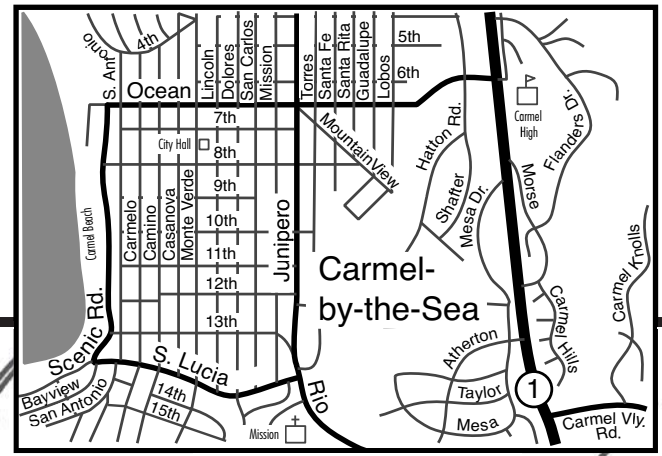 S. Antonio
4th
Lincoln
Dolores
San Carlos
Mission
Torres
Santa Fe
Santa Rita
Guadalupe
Lobos
5th
6th
Ocean
7th
City Hall
8th
9th
10th
11th
12th
13th
Carmelo
Camino
Casanova
Monte Verde
Junipero
Mountain View
Hatton Rd.
Shafter
Mesa Dr.
Carmel
High
Flanders Dr.
Morse
Carmel Knolls
Carmel Hills
Carmel Beach
Carmel-
by-the-Sea
Scenic Rd.
S. Lucia
Rio
Bayview
San Antonio
14th
15th
Mission
Atherton
Taylor
Mesa
1
Carmel Vly.
Rd.